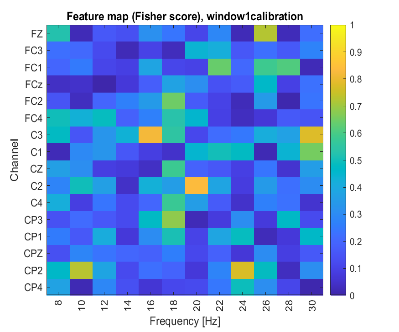 Feature map (Fisher score), window1calibration
FZ
FC3
FC1
FCz
FC2
FC4
C3
C1
CZ
C2
C4
CP3
CP1
CPZ
CP2
CP4
Channel
8 10 12 14 16 18 20 22 24 26 28 30
Frequency [Hz]
1
0.9
0.8
0.7
0.6
0.5
0.4
0.3
0.2
0.1
0